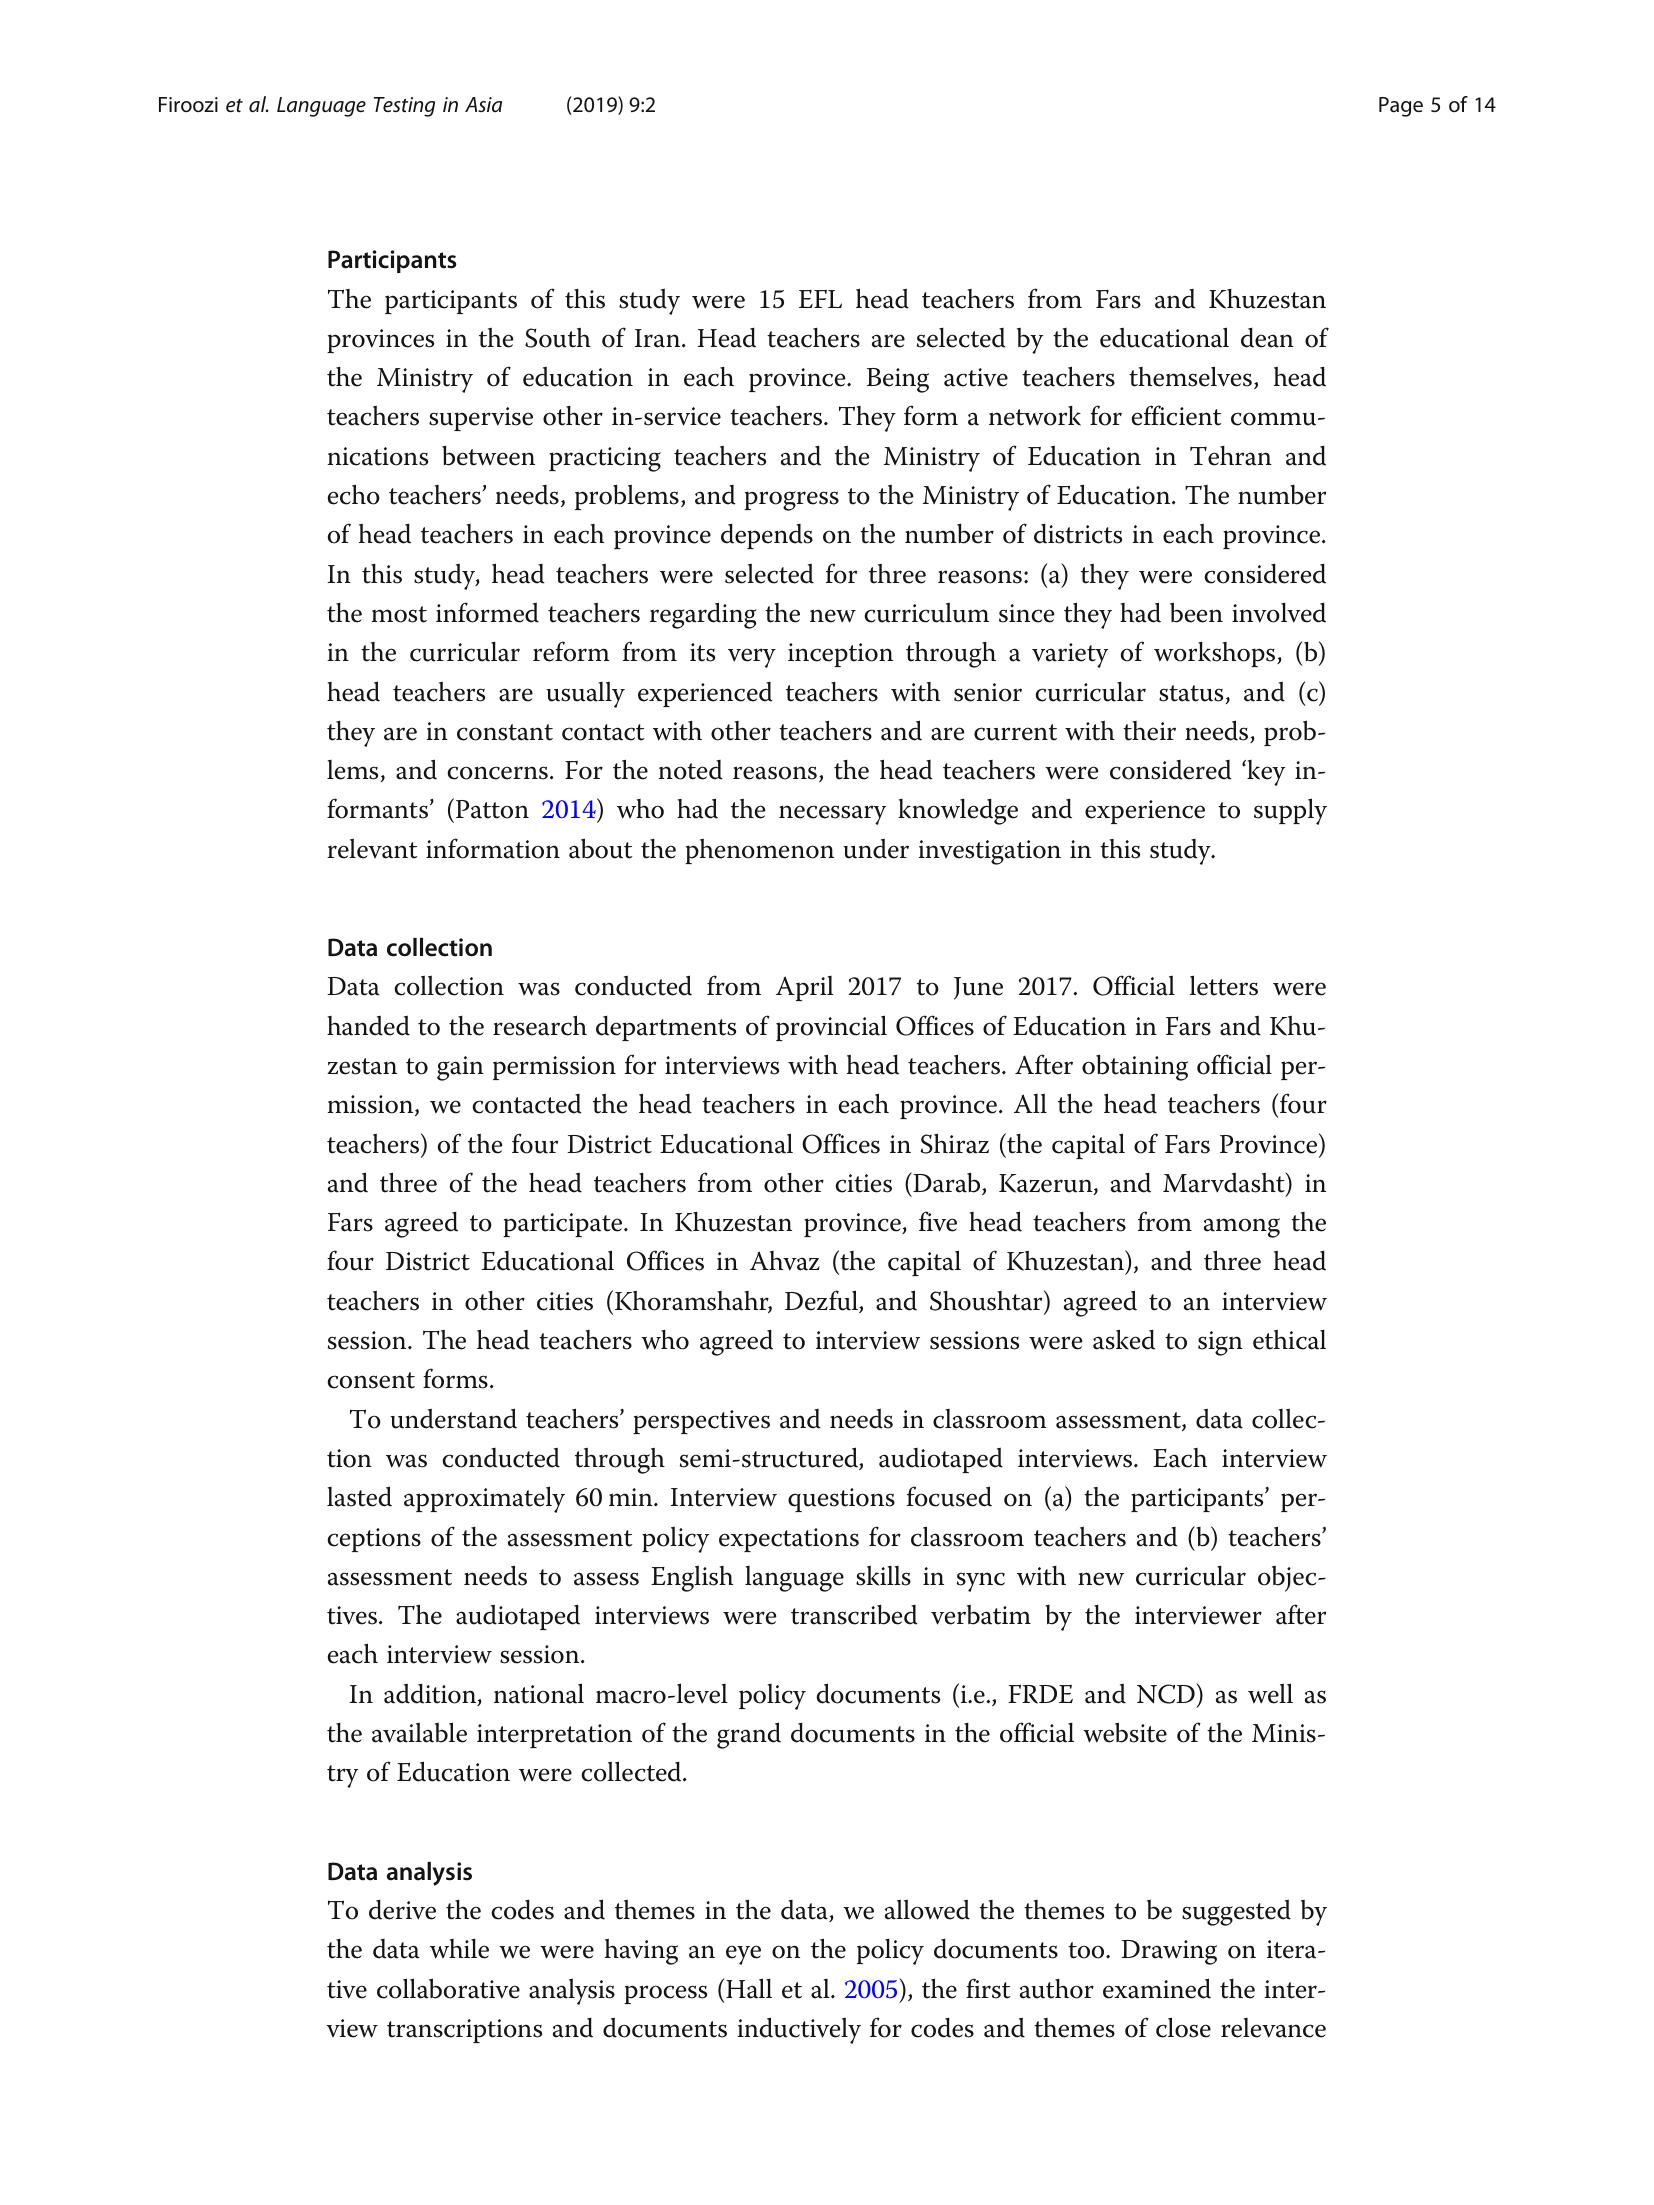 Firoozi et al. Language Testing in Asia (2019) 9:2 Page 5 of 14
Participants
The participants of this study were 15 EFL head teachers from Fars and Khuzestan
provinces in the South of Iran. Head teachers are selected by the educational dean of
the Ministry of education in each province. Being active teachers themselves, head
teachers supervise other in-service teachers. They form a network for efficient commu-
nications between practicing teachers and the Ministry of Education in Tehran and
echo teachers’ needs, problems, and progress to the Ministry of Education. The number
of head teachers in each province depends on the number of districts in each province.
In this study, head teachers were selected for three reasons: (a) they were considered
the most informed teachers regarding the new curriculum since they had been involved
in the curricular reform from its very inception through a variety of workshops, (b)
head teachers are usually experienced teachers with senior curricular status, and (c)
they are in constant contact with other teachers and are current with their needs, prob-
lems, and concerns. For the noted reasons, the head teachers were considered ‘key in-
formants’ (Patton 2014) who had the necessary knowledge and experience to supply
relevant information about the phenomenon under investigation in this study.
Data collection
Data collection was conducted from April 2017 to June 2017. Official letters were
handed to the research departments of provincial Offices of Education in Fars and Khu-
zestan to gain permission for interviews with head teachers. After obtaining official per-
mission, we contacted the head teachers in each province. All the head teachers (four
teachers) of the four District Educational Offices in Shiraz (the capital of Fars Province)
and three of the head teachers from other cities (Darab, Kazerun, and Marvdasht) in
Fars agreed to participate. In Khuzestan province, five head teachers from among the
four District Educational Offices in Ahvaz (the capital of Khuzestan), and three head
teachers in other cities (Khoramshahr, Dezful, and Shoushtar) agreed to an interview
session. The head teachers who agreed to interview sessions were asked to sign ethical
consent forms.
To understand teachers’ perspectives and needs in classroom assessment, data collec-
tion was conducted through semi-structured, audiotaped interviews. Each interview
lasted approximately 60 min. Interview questions focused on (a) the participants’ per-
ceptions of the assessment policy expectations for classroom teachers and (b) teachers’
assessment needs to assess English language skills in sync with new curricular objec-
tives. The audiotaped interviews were transcribed verbatim by the interviewer after
each interview session.
In addition, national macro-level policy documents (i.e., FRDE and NCD) as well as
the available interpretation of the grand documents in the official website of the Minis-
try of Education were collected.
Data analysis
To derive the codes and themes in the data, we allowed the themes to be suggested by
the data while we were having an eye on the policy documents too. Drawing on itera-
tive collaborative analysis process (Hall et al. 2005), the first author examined the inter-
view transcriptions and documents inductively for codes and themes of close relevance